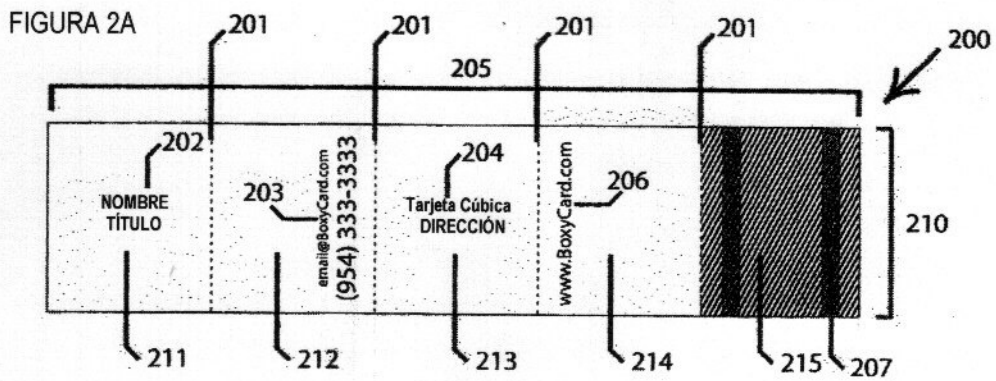 FIGURA 2A
201
201
201
201
200
205
202
NOMBRE
TÍTULO
203
email@BoxyCard.com
(954) 333-3333
204
Tarjeta Cúbica
DIRECCIÓN
www.BoxyCard.com
206
210
211
212
213
214
215
207